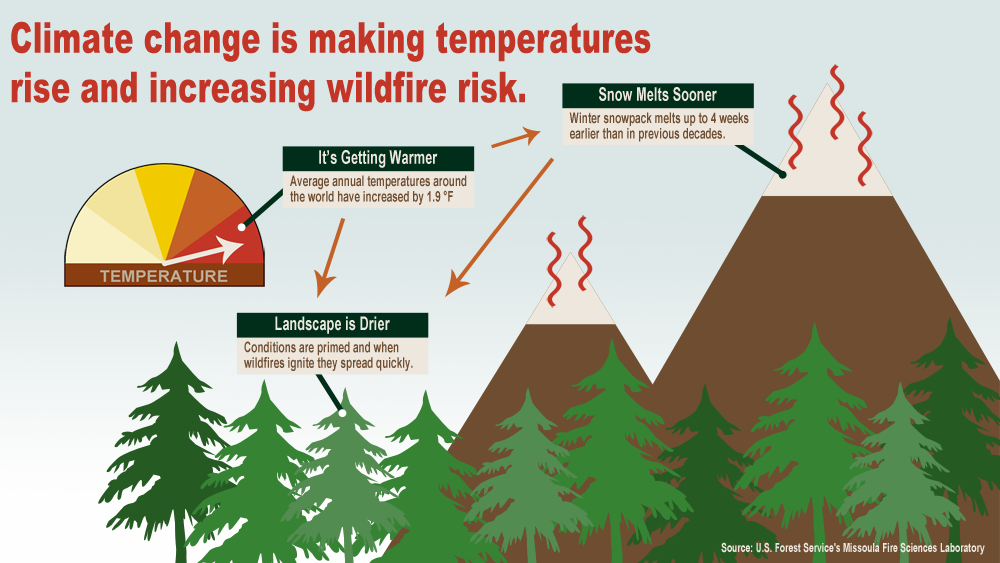 Climate change is making temperatures
rise and increasing wildfire risk.
Snow Melts Sooner
Winter snowpack melts up to 4 weeks
earlier than in previous decades.
It's Getting Warmer
Average annual temperatures around
the world have increased by 1.9 °F
TEMPERATURE
Landscape is Drier
Conditions are primed and when
wildfires ignite they spread quickly.
Source: U.S. Forest Service's Missoula Fire Sciences Laboratory